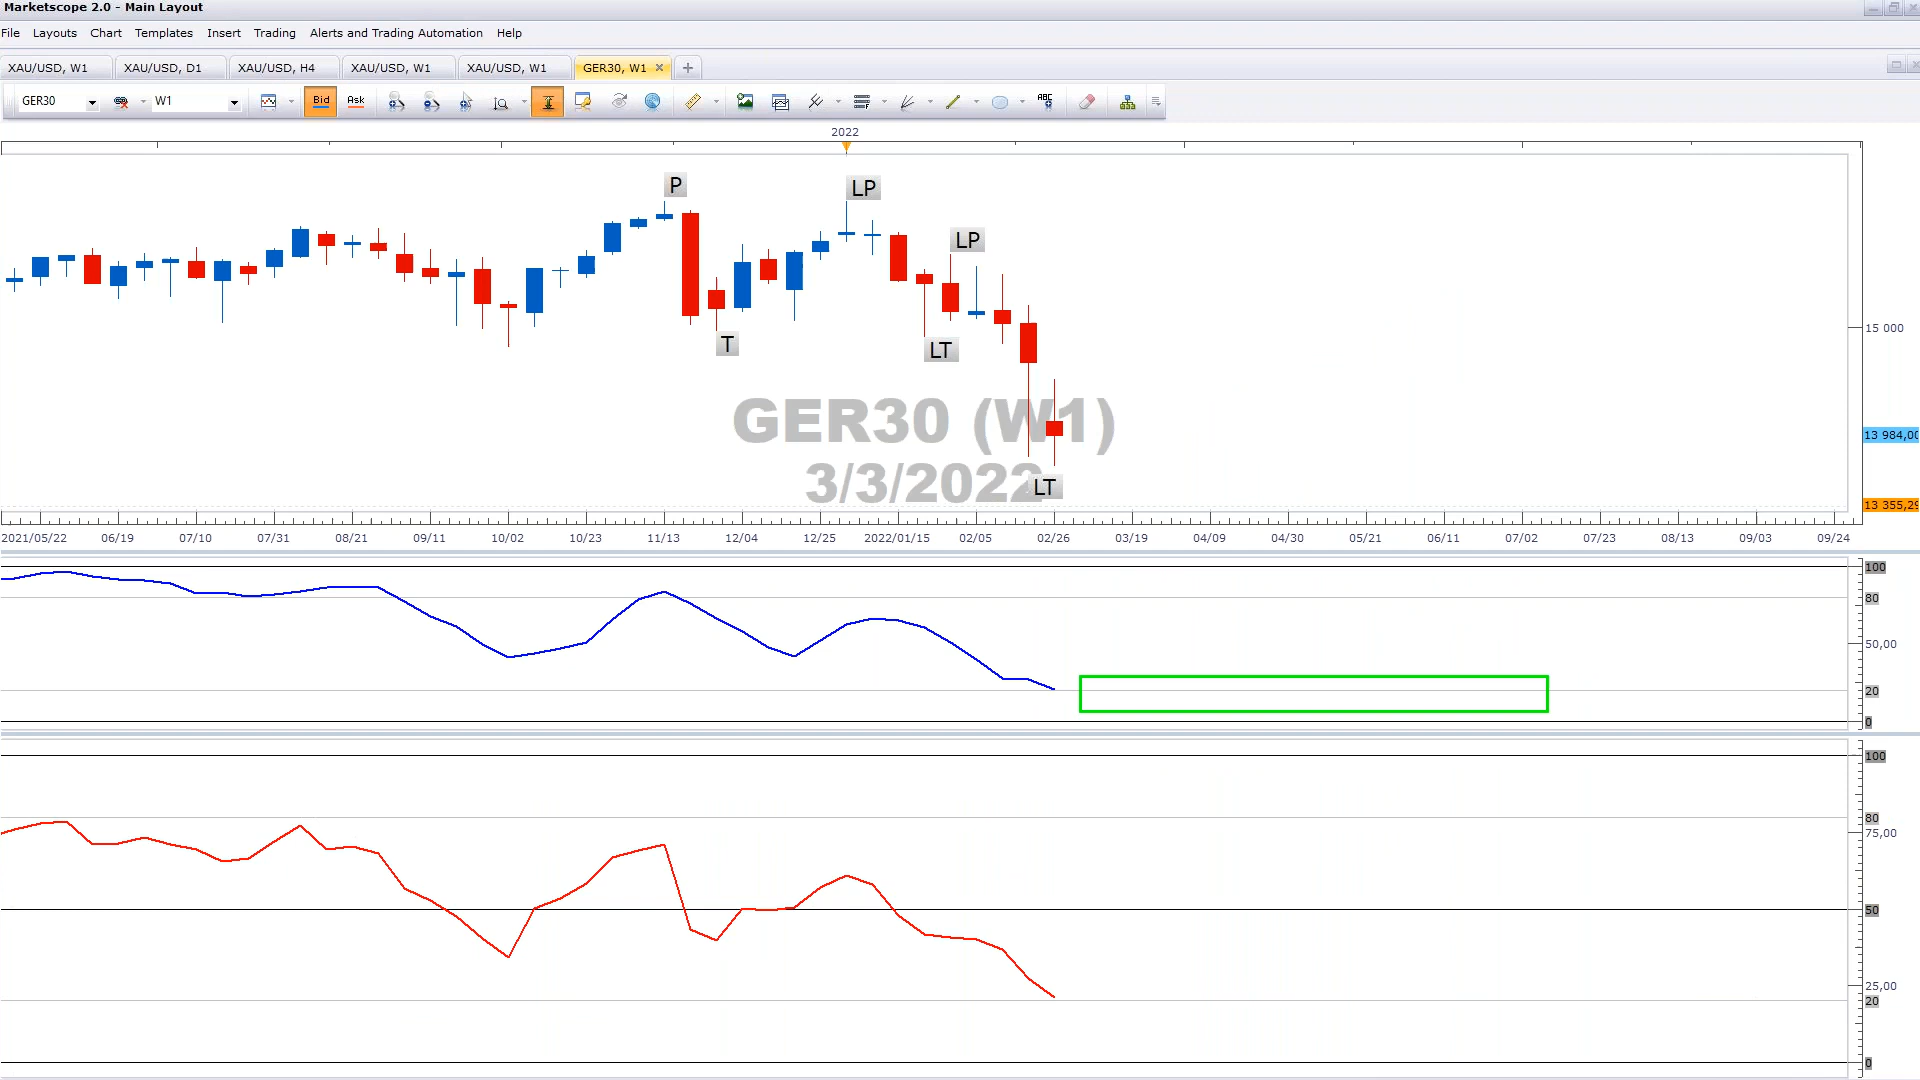 Marketscope 2.0 - Main Layout
File Layouts Chart Templates Insert Trading Alerts and Trading Automation Help
XAU/USD, W1 XAU/USD, D1 XAU/USD, H4 XAU/USD, W1 XAU/USD, W1 GER30, W1
GER30 W1 Bid Ask ABC
2022
P
LP
LP
T
LT
LT
15 000
GER30 (W1)
3/3/2022
13 984,00
13 355,29
2021/05/22 06/19 07/10 07/31 08/21 09/11 10/02 10/23 11/13 12/04 12/25 2022/01/15 02/05 02/26 03/19 04/09 04/30 05/21 06/11 07/02 07/23 08/13 09/03 09/24
100
80
50,00
20
0
100
80
75,00
50
25,00
20
0